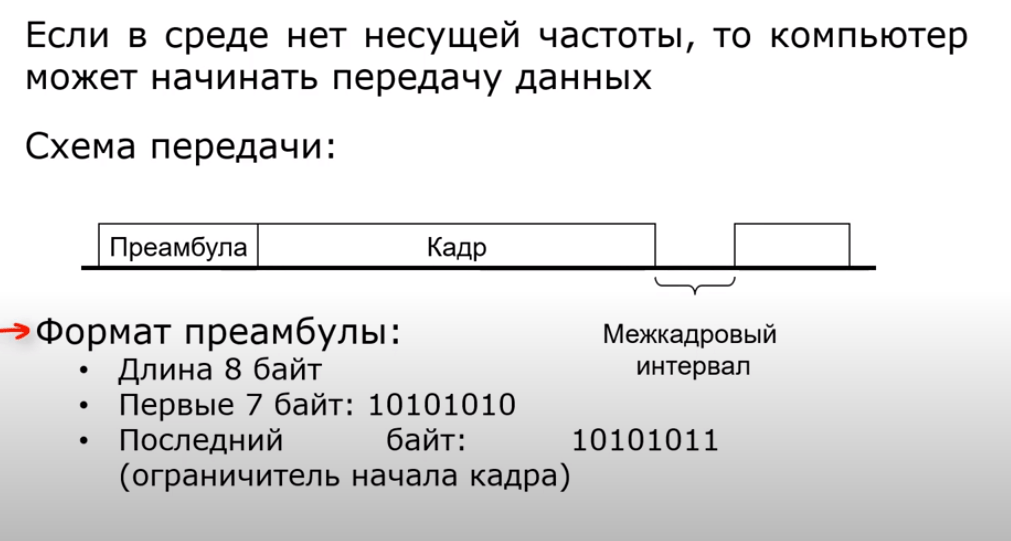 Если в среде нет несущей частоты, то компьютер
может начинать передачу данных
Схема передачи:
Преамбула
Кадр
Межкадровый
интервал
Формат преамбулы:
• Длина 8 байт
• Первые 7 байт: 10101010
• Последний байт: 10101011
(ограничитель начала кадра)